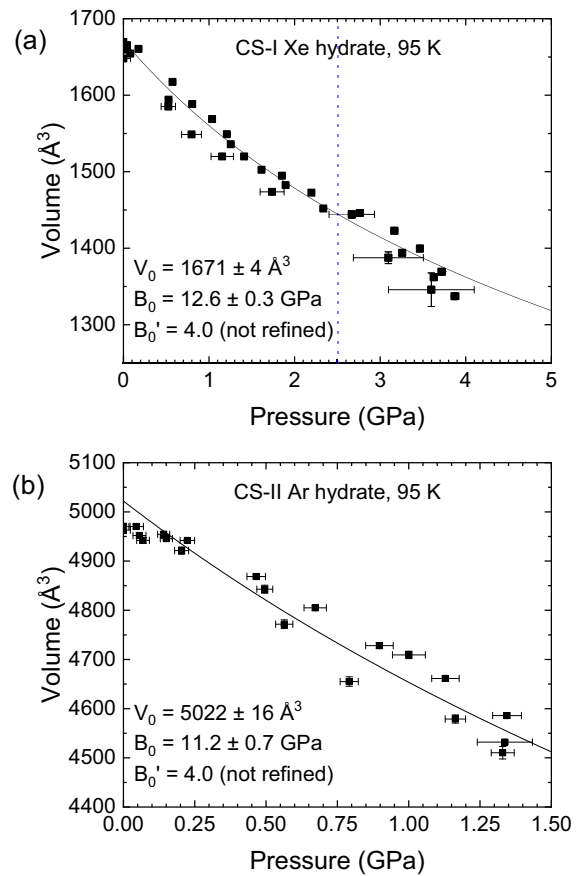 (a)
CS-I Xe hydrate, 95 K
1700
1600
1500
1400
1300
Volume (Å³)
V₀ = 1671 ± 4 Å³
B₀ = 12.6 ± 0.3 GPa
B₀' = 4.0 (not refined)
0 1 2 3 4 5
Pressure (GPa)
(b)
CS-II Ar hydrate, 95 K
5100
5000
4900
4800
4700
4600
4500
4400
Volume (Å³)
V₀ = 5022 ± 16 Å³
B₀ = 11.2 ± 0.7 GPa
B₀' = 4.0 (not refined)
0.00 0.25 0.50 0.75 1.00 1.25 1.50
Pressure (GPa)